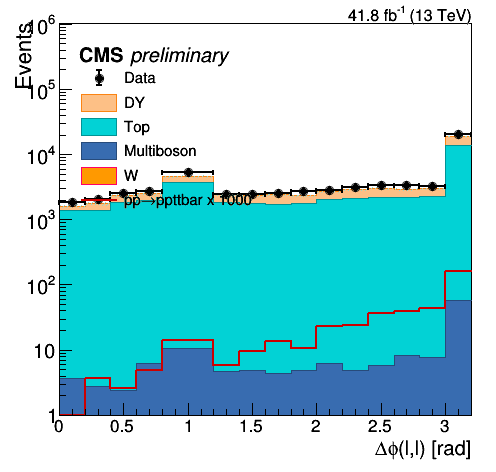 41.8 fb⁻¹ (13 TeV)
Events
CMS preliminary
Data
DY
Top
Multiboson
W
pp→ppttbar x 1000
10⁶
10⁵
10⁴
10³
10²
10
1
0 0.5 1 1.5 2 2.5 3
Δϕ(l,l) [rad]